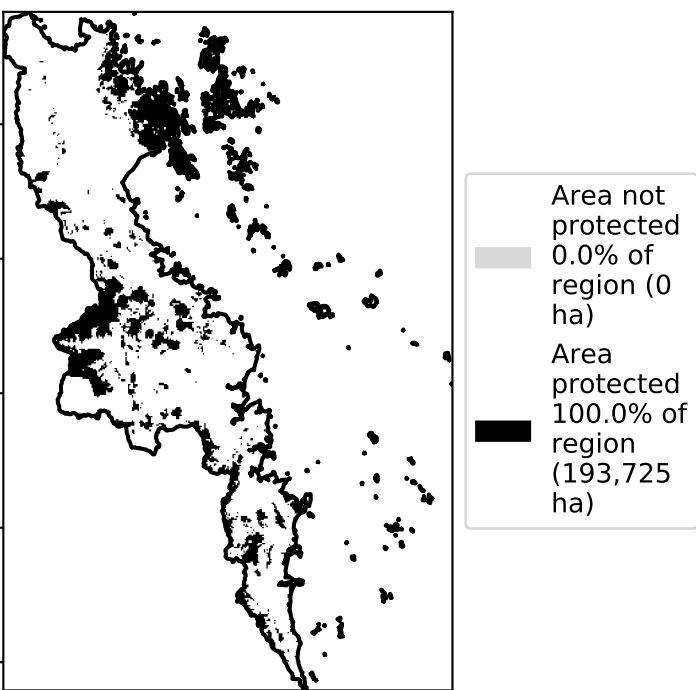 Area not
protected
0.0% of
region (0
ha)
Area
protected
100.0% of
region
(193,725
ha)